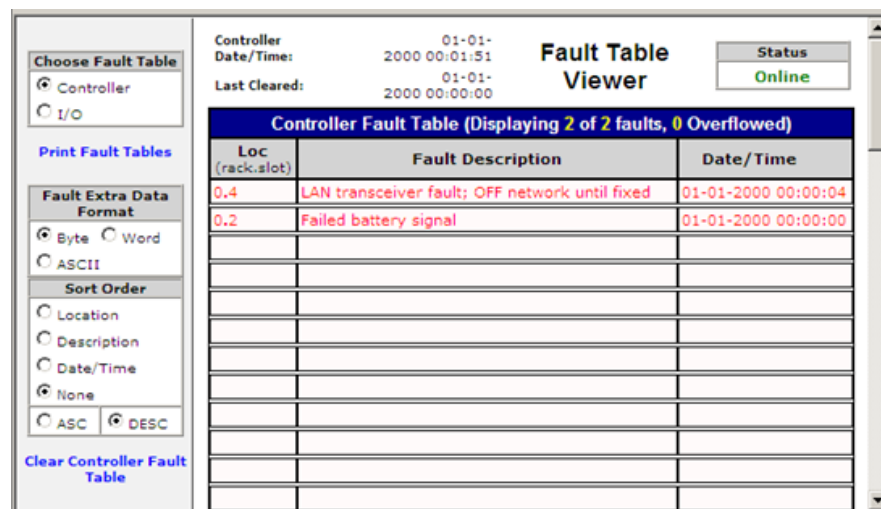 Choose Fault Table
Controller
I/O
Print Fault Tables
Fault Extra Data
Format
Byte Word
ASCII
Sort Order
Location
Description
Date/Time
None
ASC DESC
Clear Controller Fault
Table
Controller
Date/Time:
01-01-
2000 00:01:51
Last Cleared:
01-01-
2000 00:00:00
Fault Table
Viewer
Status
Online
Controller Fault Table (Displaying 2 of 2 faults, 0 Overflowed)
Loc
(rack.slot)
Fault Description
Date/Time
0.4 LAN transceiver fault; OFF network until fixed 01-01-2000 00:00:04
0.2 Failed battery signal 01-01-2000 00:00:00